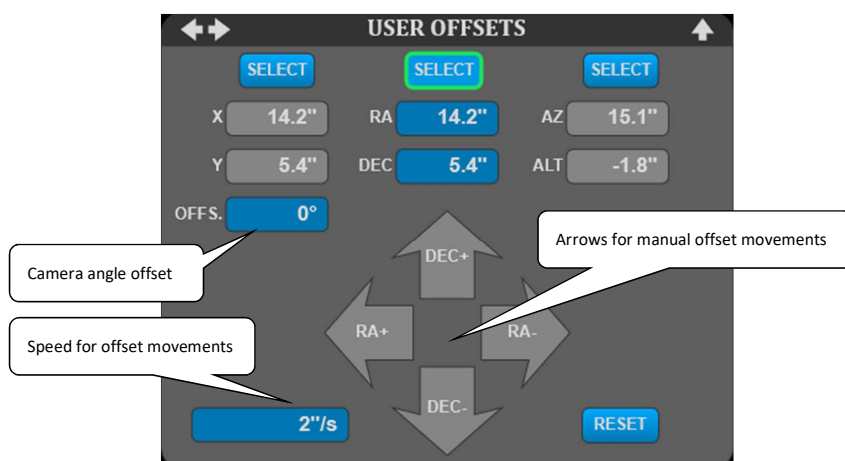 USER OFFSETS
SELECT SELECT SELECT
X 14.2" RA 14.2" AZ 15.1"
Y 5.4" DEC 5.4" ALT -1.8"
OFFS. 0°
Arrows for manual offset movements
DEC+
Camera angle offset
RA+ RA-
Speed for offset movements
DEC-
2"/s RESET